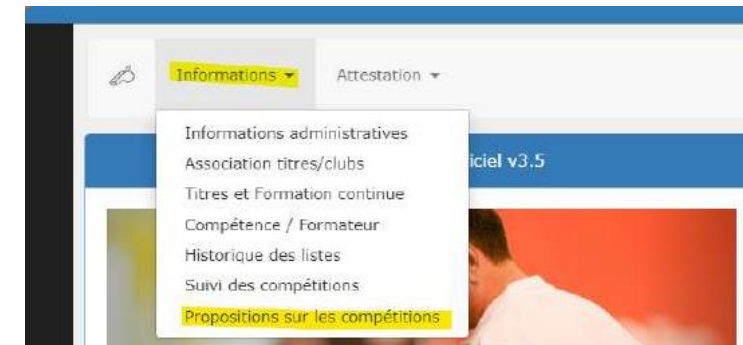 Informations Attestation
Informations administratives
Association titres/clubs
iciel v3.5
Titres et Formation continue
Compétence / Formateur
Historique des listes
Suivi des compétitions
Propositions sur les compétitions